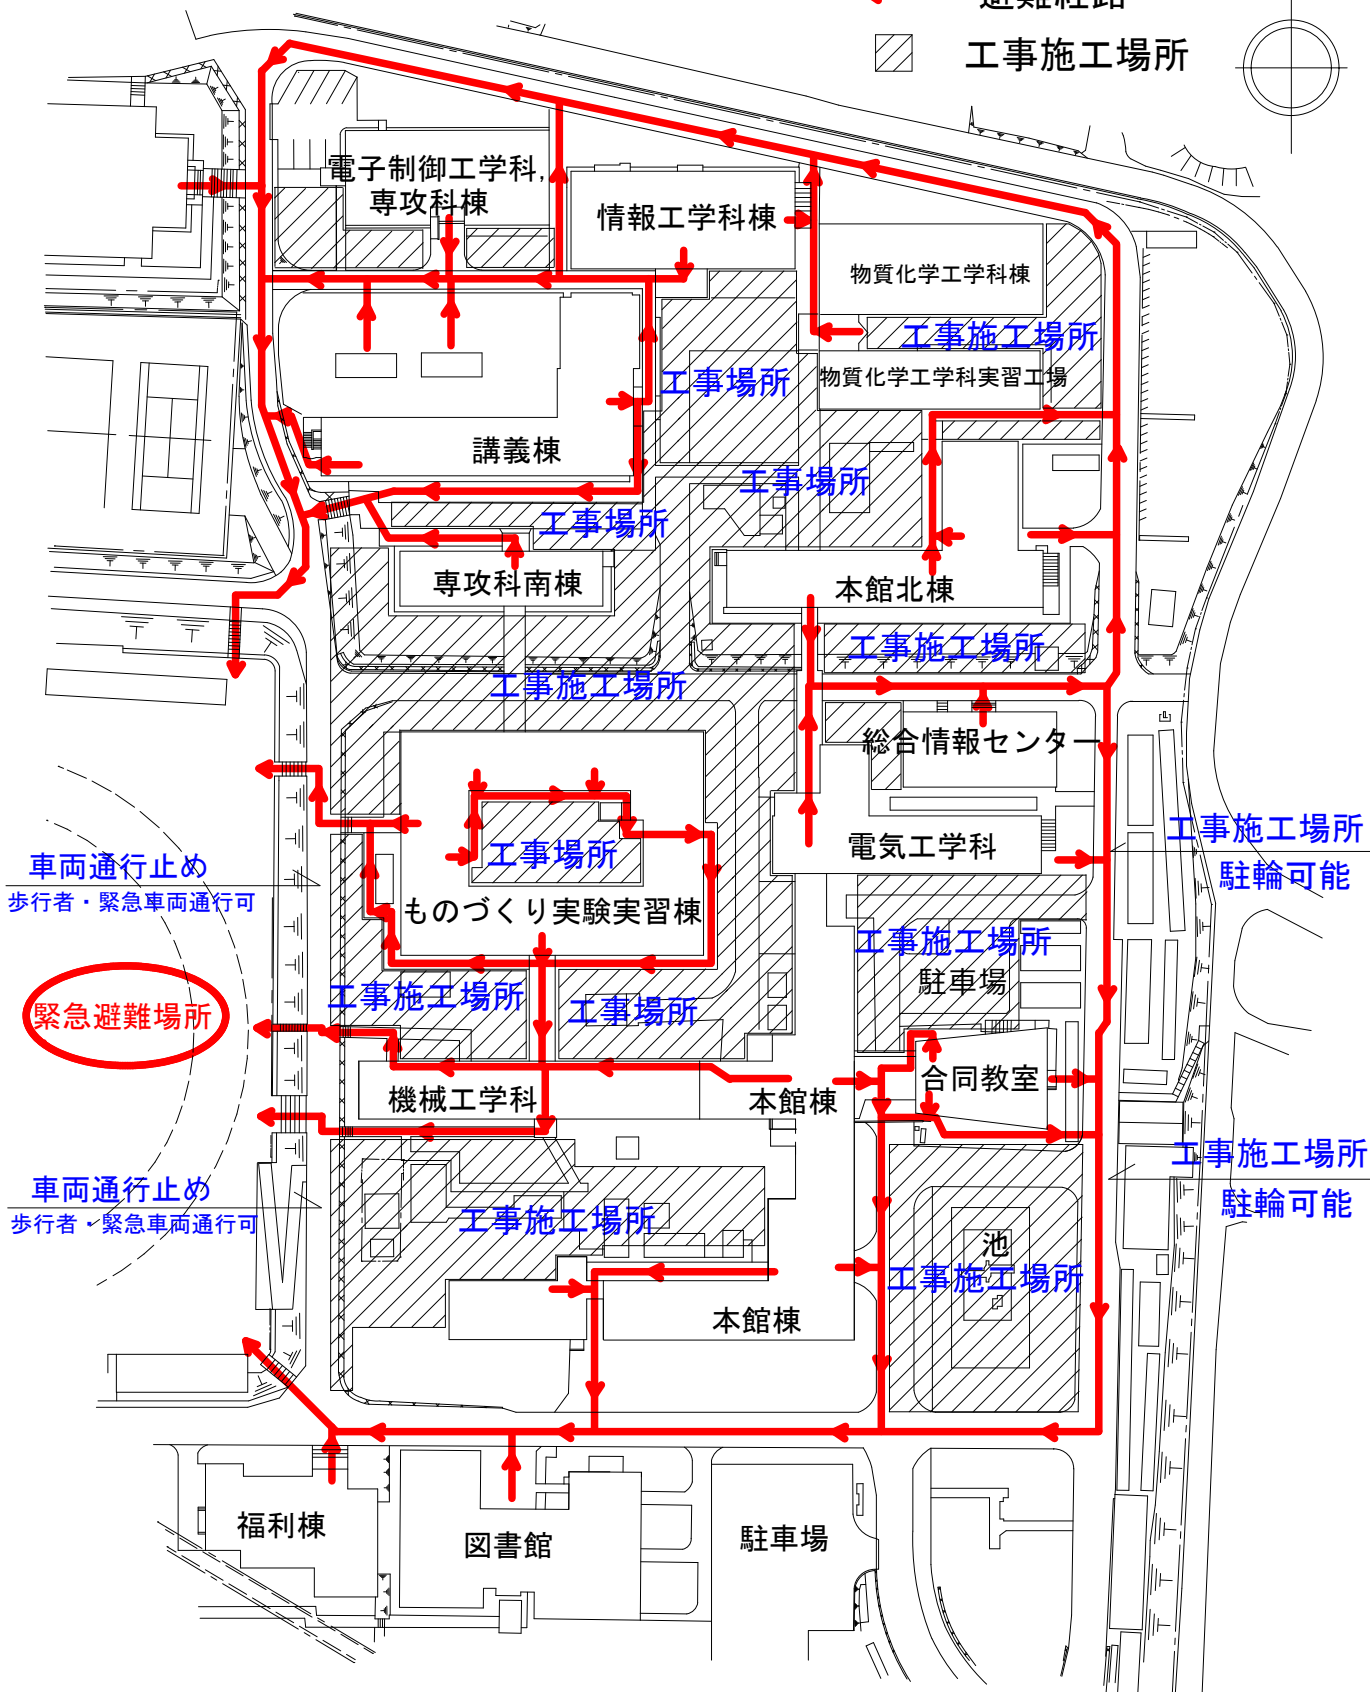 避難経路
工事施工場所
電子制御工学科,
専攻科棟
情報工学科棟
物質化学工学科棟
工事施工場所
工事場所
物質化学工学科実習工場
講義棟
工事場所
工事場所
専攻科南棟
本館北棟
工事施工場所
工事施工場所
総合情報センター
工事施工場所
駐輪可能
電気工学科
工事場所
車両通行止め
歩行者・緊急車両通行可
ものづくり実験実習棟
工事施工場所
駐車場
工事施工場所
工事場所
緊急避難場所
合同教室
機械工学科
本館棟
工事施工場所
駐輪可能
車両通行止め
歩行者・緊急車両通行可
工事施工場所
池
工事施工場所
本館棟
福利棟
図書館
駐車場